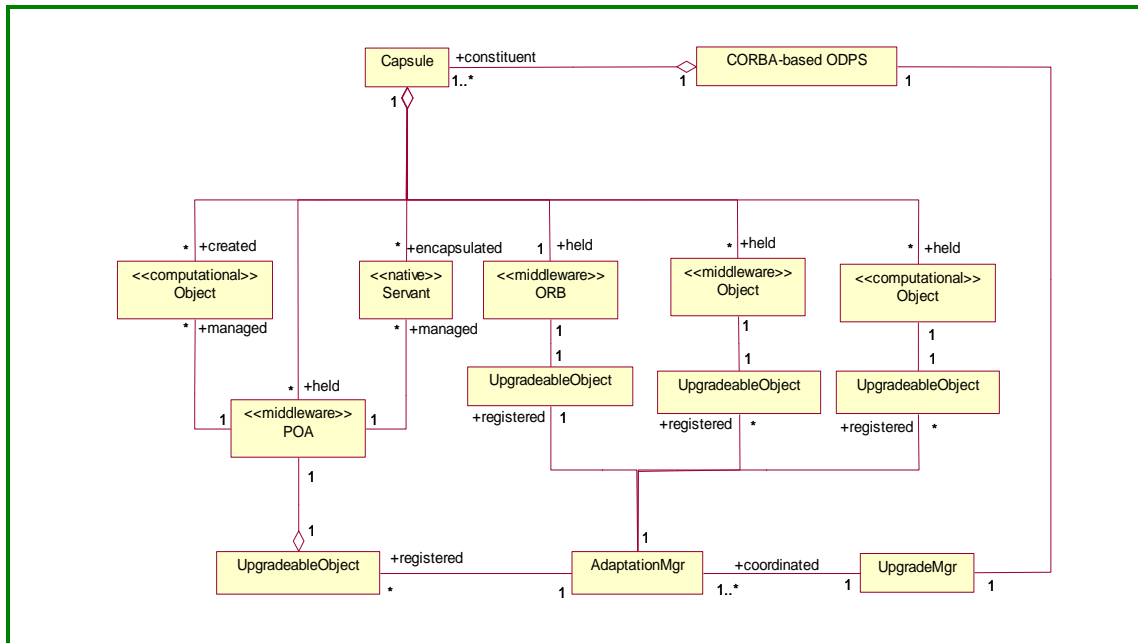 Capsule
+constituent
1..*
1
CORBA-based ODPS
1
1
* +created
* +encapsulated
1 +held
* +held
* +held
<<computational>>
Object
<<native>>
Servant
<<middleware>>
ORB
<<middleware>>
Object
<<computational>>
Object
* +managed
* +managed
1
1
1
1
1
1
UpgradeableObject
UpgradeableObject
UpgradeableObject
* +held
1
<<middleware>>
POA
1
+registered 1
+registered *
+registered *
1
1
1
UpgradeableObject
+registered
*
1
AdaptationMgr
+coordinated
1..*
1
UpgradeMgr
1